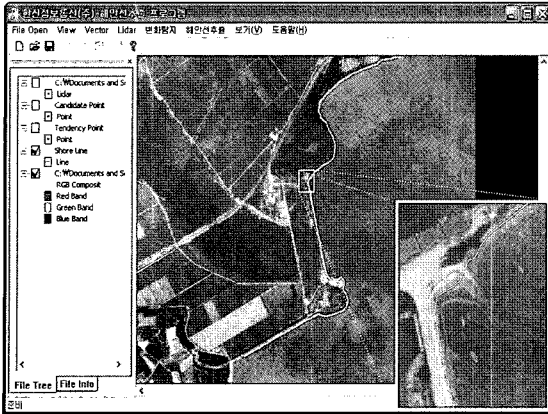 File Open View Vector Lidar 변화탐지 해안선추출 보기(V) 도움말(H)
C:₩Documents and S
Lidar
Candidate Point
Point
Tendency Point
Point
Shore Line
Line
C:₩Documents and S
RGB Composit
Red Band
Green Band
Blue Band
File Tree File Info
준비